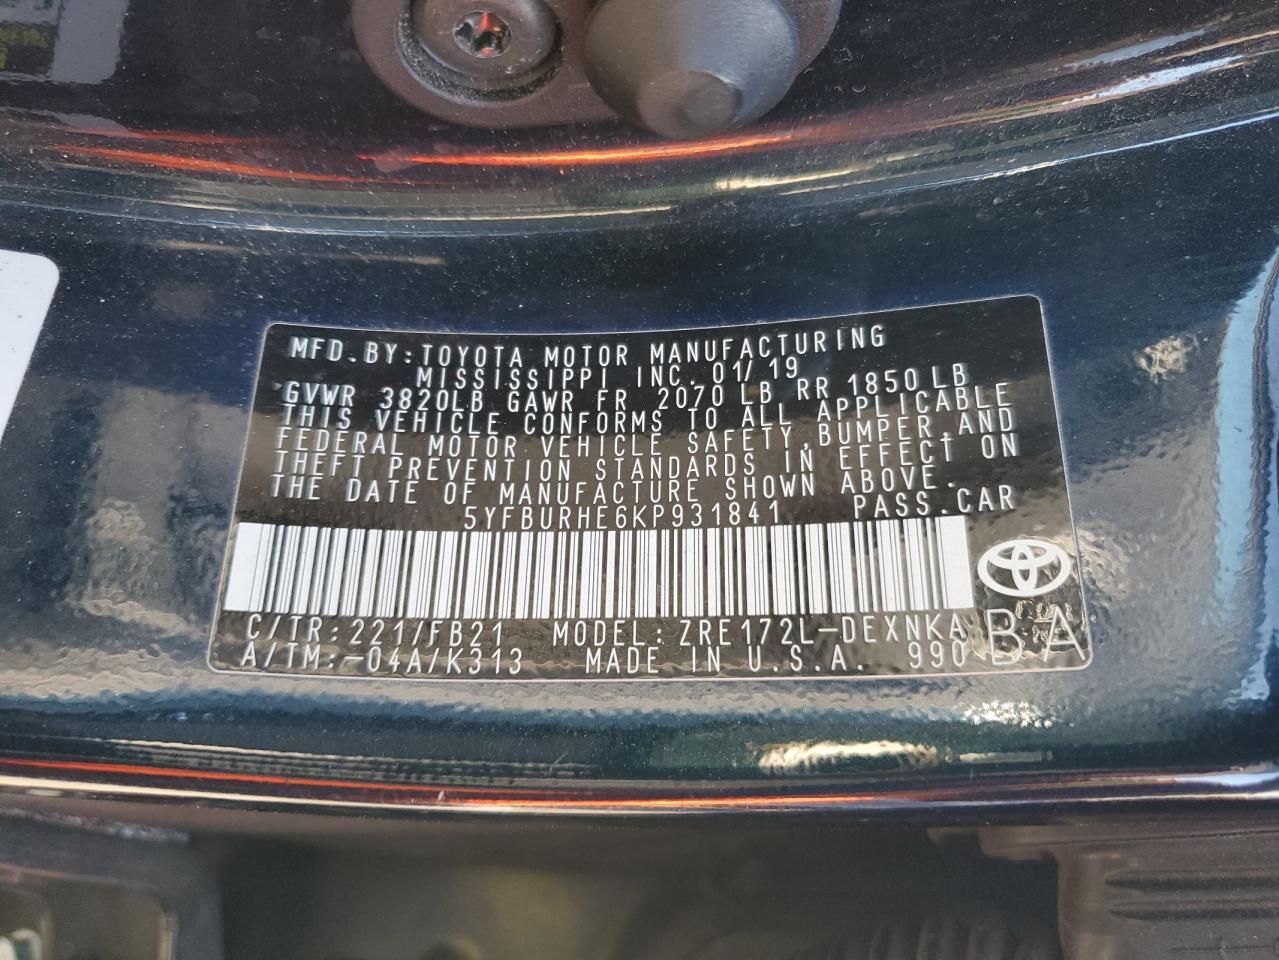 MFD.BY:TOYOTA MOTOR MANUFACTURING
MISSISSIPPI INC. 01/19
GVWR 3820LB GAWR FR 2070 LB RR 1850LB
THIS VEHICLE CONFORMS TO ALL APPLICABLE
FEDERAL MOTOR VEHICLE SAFETY, BUMPER, AND
THEFT PREVENTION STANDARDS IN EFFECT ON
THE DATE OF MANUFACTURE SHOWN ABOVE.
5YFBURHE6KP931841 PASS.CAR
C/TR:221/FB21 MODEL:ZRE172L-DEXNKA
A/TM:-04A/K313 MADE IN U.S.A. 990 BA